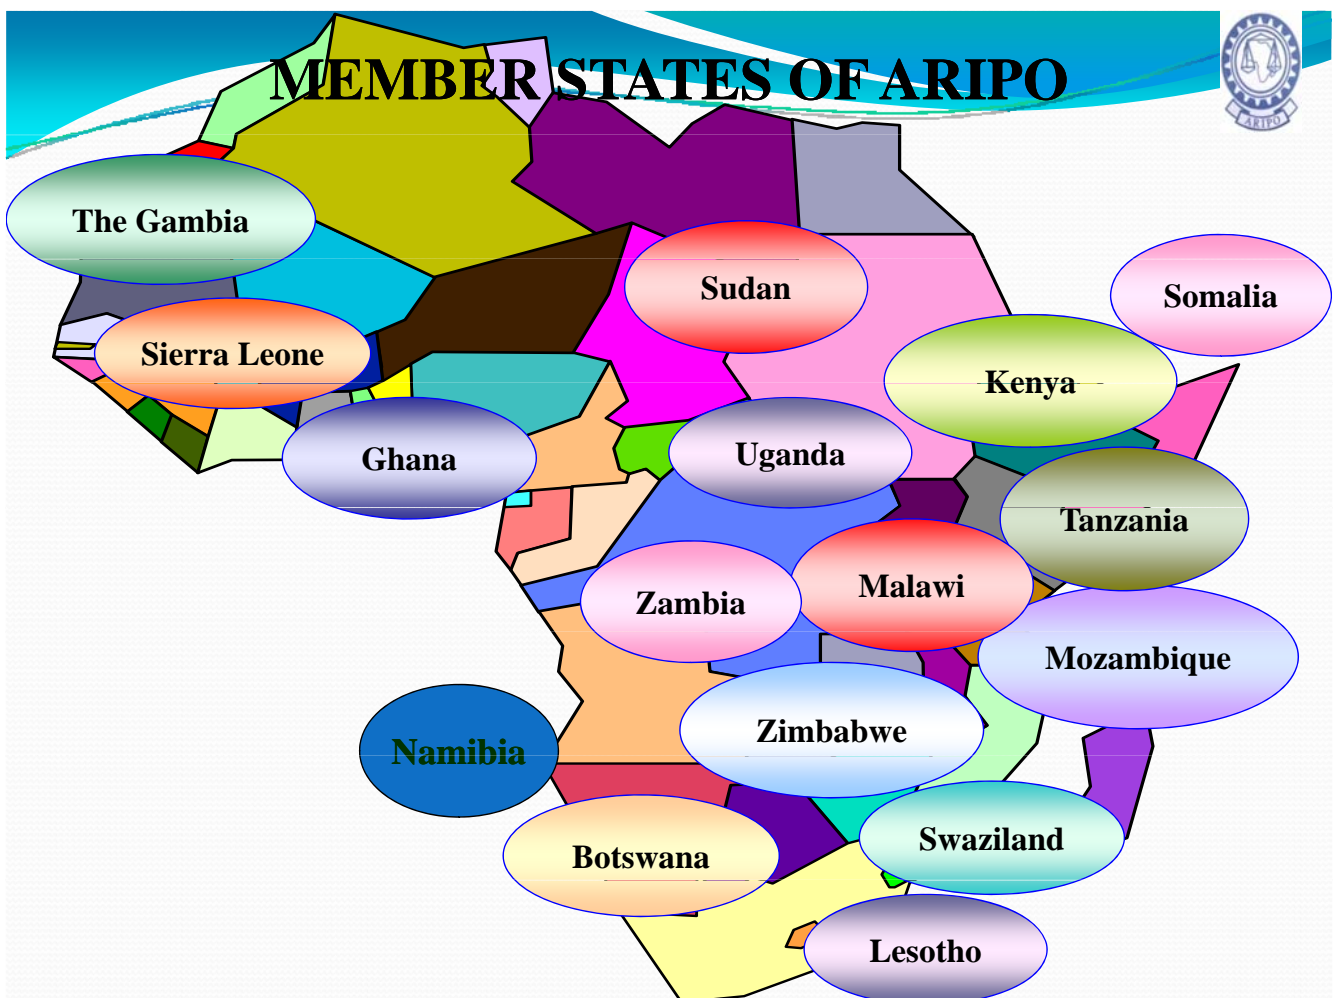 MEMBER STATES OF ARIPO
ARIPO
The Gambia
Sudan
Somalia
Sierra Leone
Kenya
Ghana
Uganda
Tanzania
Zambia
Malawi
Mozambique
Namibia
Zimbabwe
Botswana
Swaziland
Lesotho